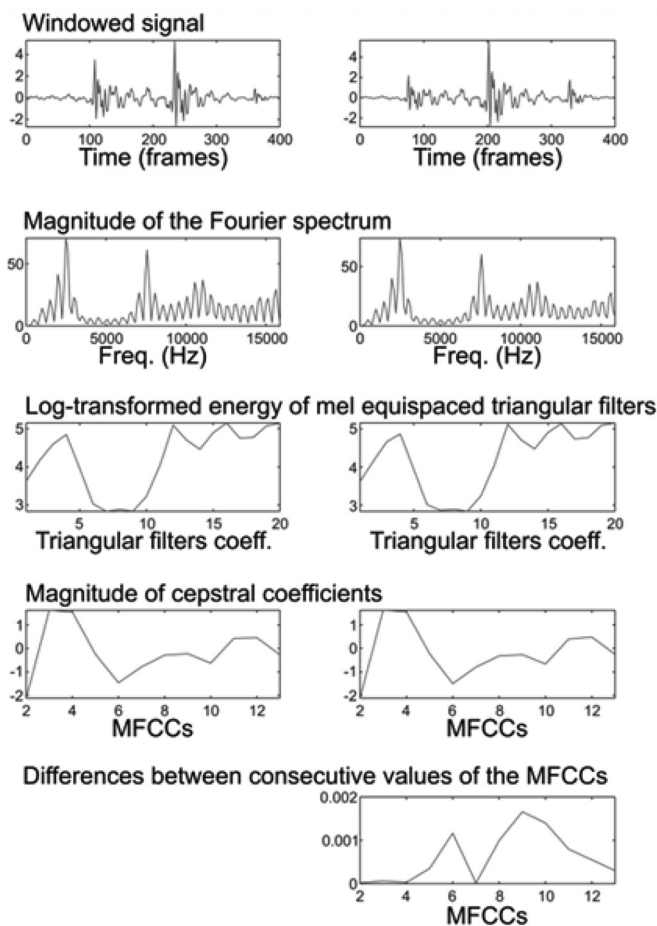 Windowed signal
4
2
0
-2
0 100 200 300 400
Time (frames)
4
2
0
-2
0 100 200 300 400
Time (frames)
Magnitude of the Fourier spectrum
50
0
0 5000 10000 15000
Freq. (Hz)
50
0
0 5000 10000 15000
Freq. (Hz)
Log-transformed energy of mel equispaced triangular filters
5
4
3
5 10 15 20
Triangular filters coeff.
5
4
3
5 10 15 20
Triangular filters coeff.
Magnitude of cepstral coefficients
1
0
-1
-2
2 4 6 8 10 12
MFCCs
1
0
-1
-2
2 4 6 8 10 12
MFCCs
Differences between consecutive values of the MFCCs
0.002
0.001
0
2 4 6 8 10 12
MFCCs